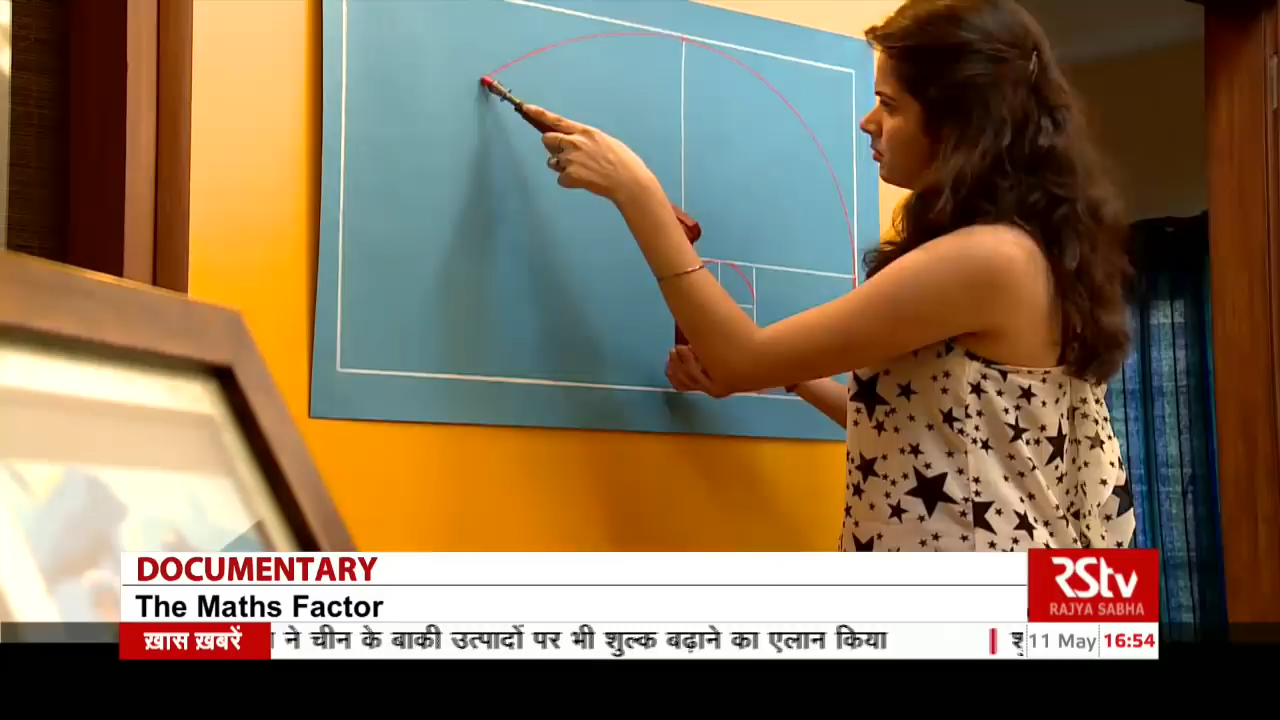 DOCUMENTARY
The Maths Factor
RStv
RAJYA SABHA
ख़ास ख़बरें
ने चीन के बाकी उत्पादों पर भी शुल्क बढ़ाने का एलान किया
11 May 16:54